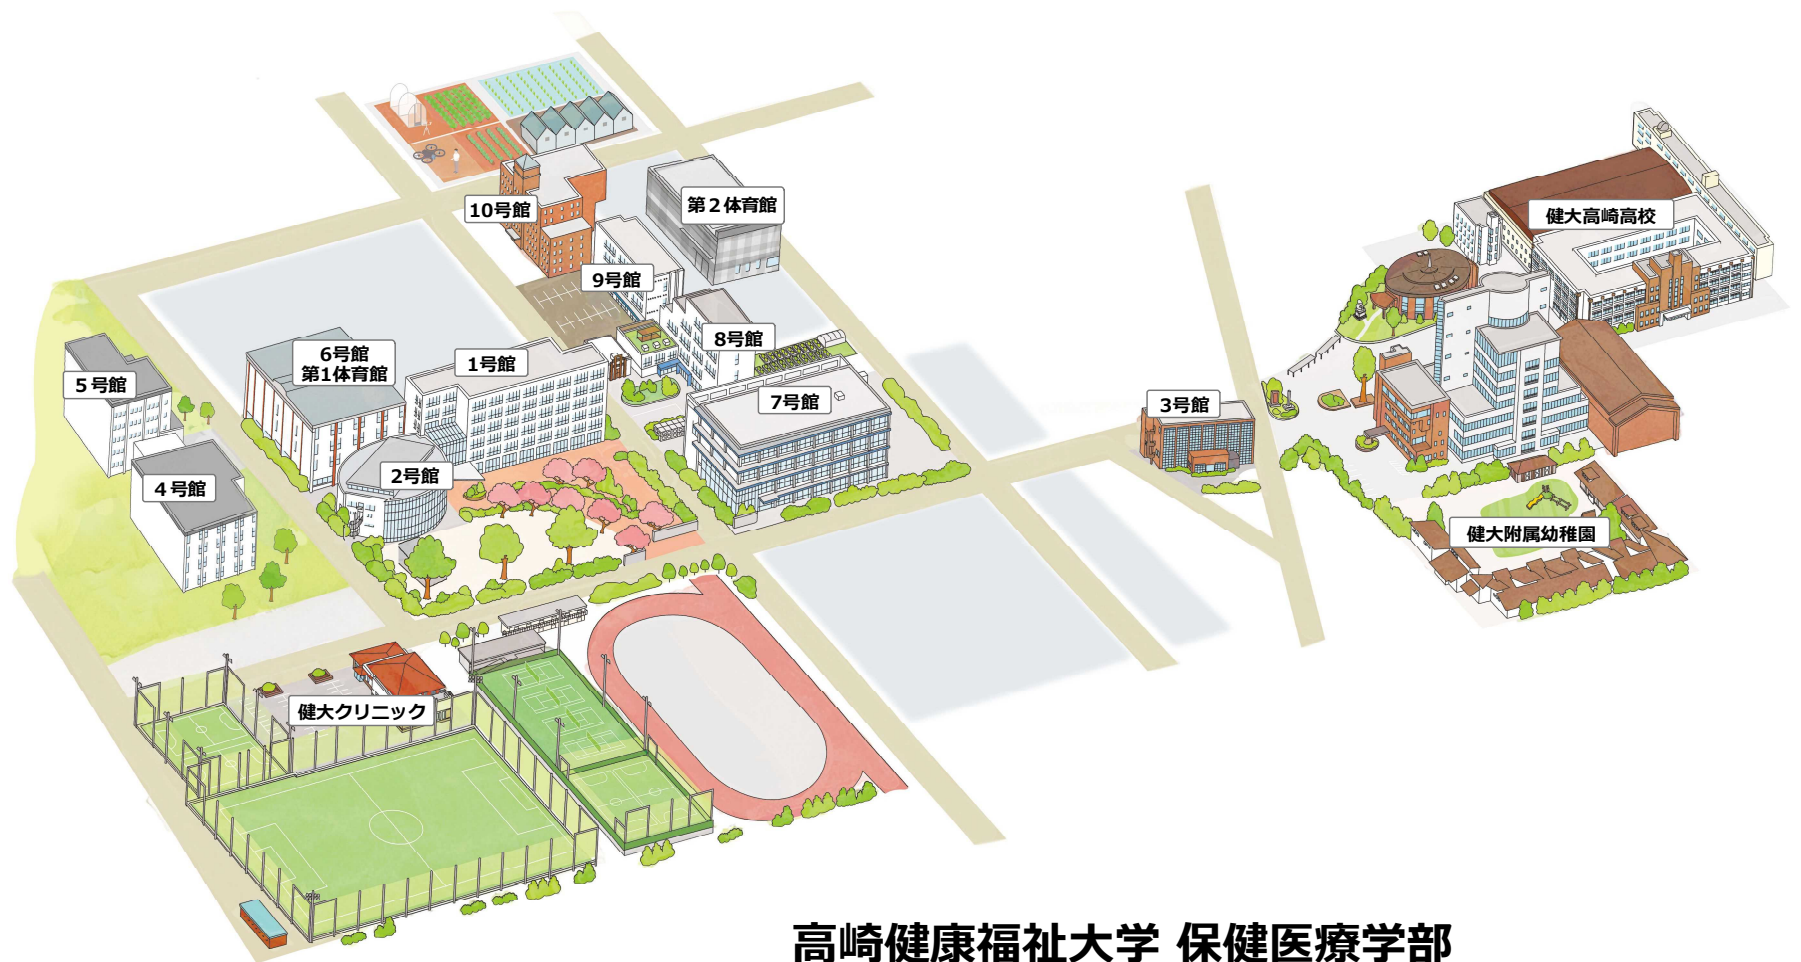 10号館
第2体育館
健大高崎高校
9号館
8号館
6号館
第1体育館
1号館
5号館
7号館
3号館
2号館
4号館
健大附属幼稚園
健大クリニック
高崎健康福祉大学 保健医療学部